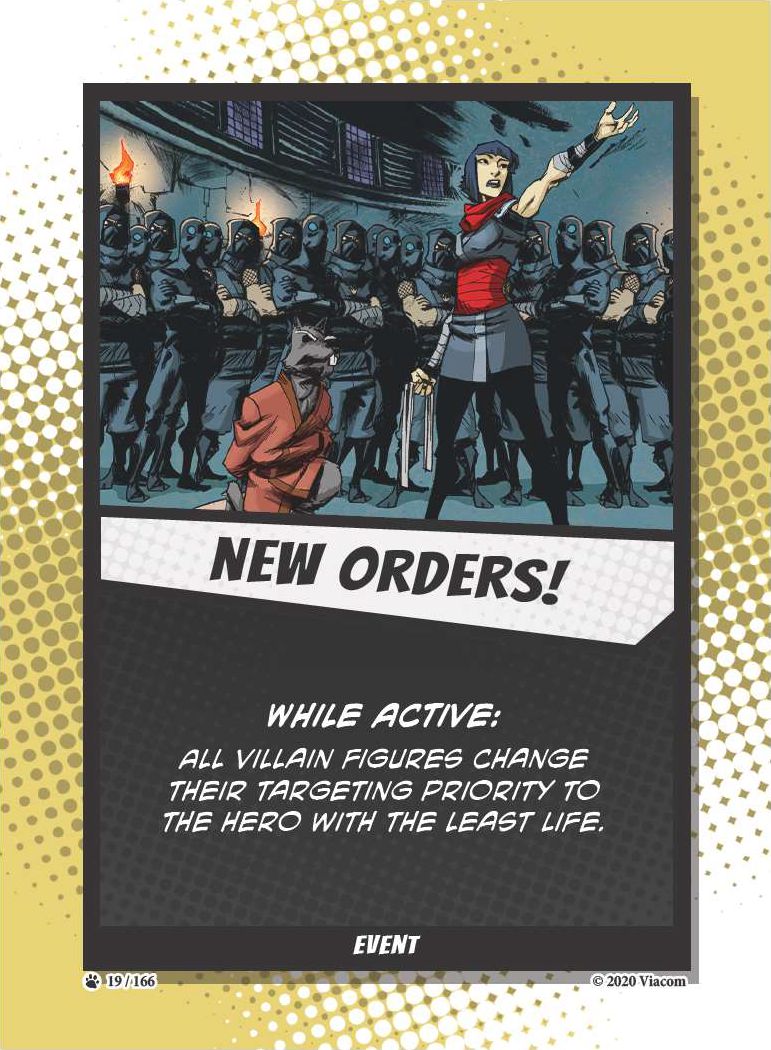 NEW ORDERS!
WHILE ACTIVE:
ALL VILLAIN FIGURES CHANGE
THEIR TARGETING PRIORITY TO
THE HERO WITH THE LEAST LIFE.
EVENT
19 / 166
© 2020 Viacom